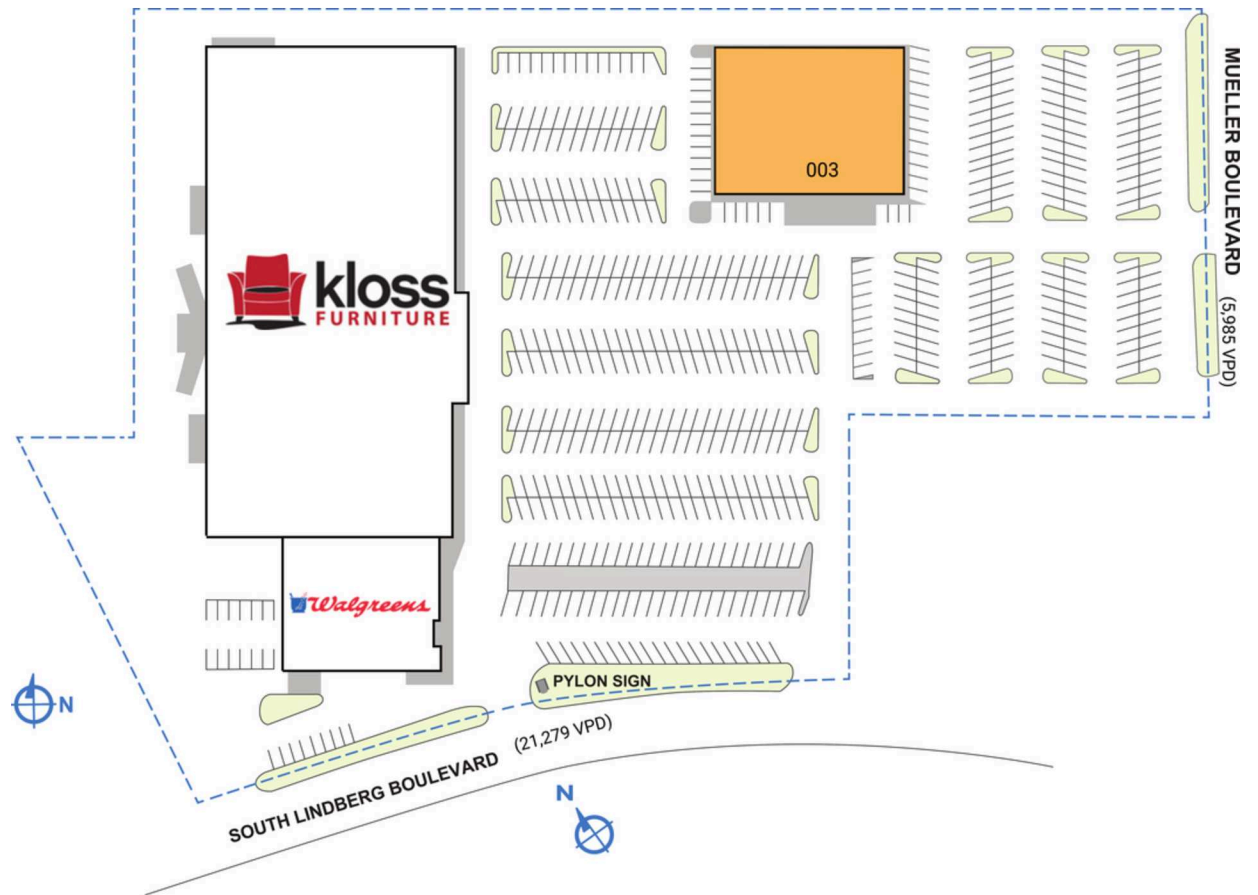 003
MUELLER BOULEVARD
(5,985 VPD)
kloss
FURNITURE
Walgreens
PYLON SIGN
N
SOUTH LINDBERG BOULEVARD
(21,279 VPD)
N